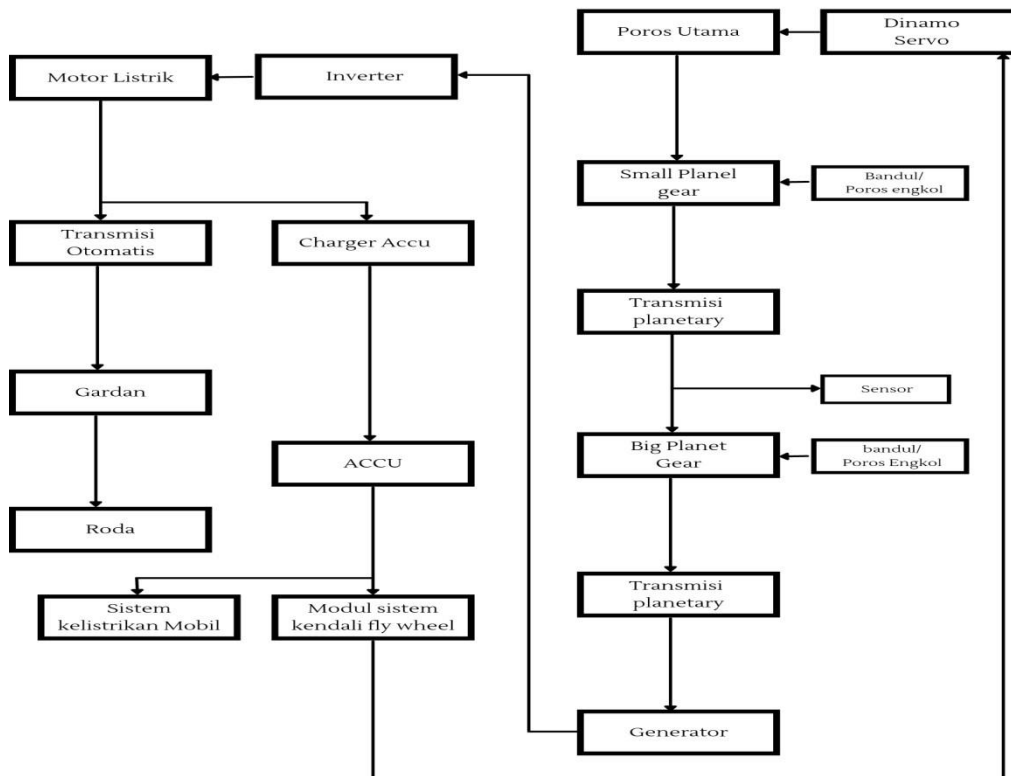 Poros Utama
Dinamo
Servo
Motor Listrik
Inverter
Small Planel
gear
Bandul/
Poros engkol
Transmisi
Otomatis
Charger Accu
Transmisi
planetary
Gardan
Sensor
ACCU
Big Planet
Gear
bandul/
Poros Engkol
Roda
Sistem
kelistrikan Mobil
Modul sistem
kendali fly wheel
Transmisi
planetary
Generator